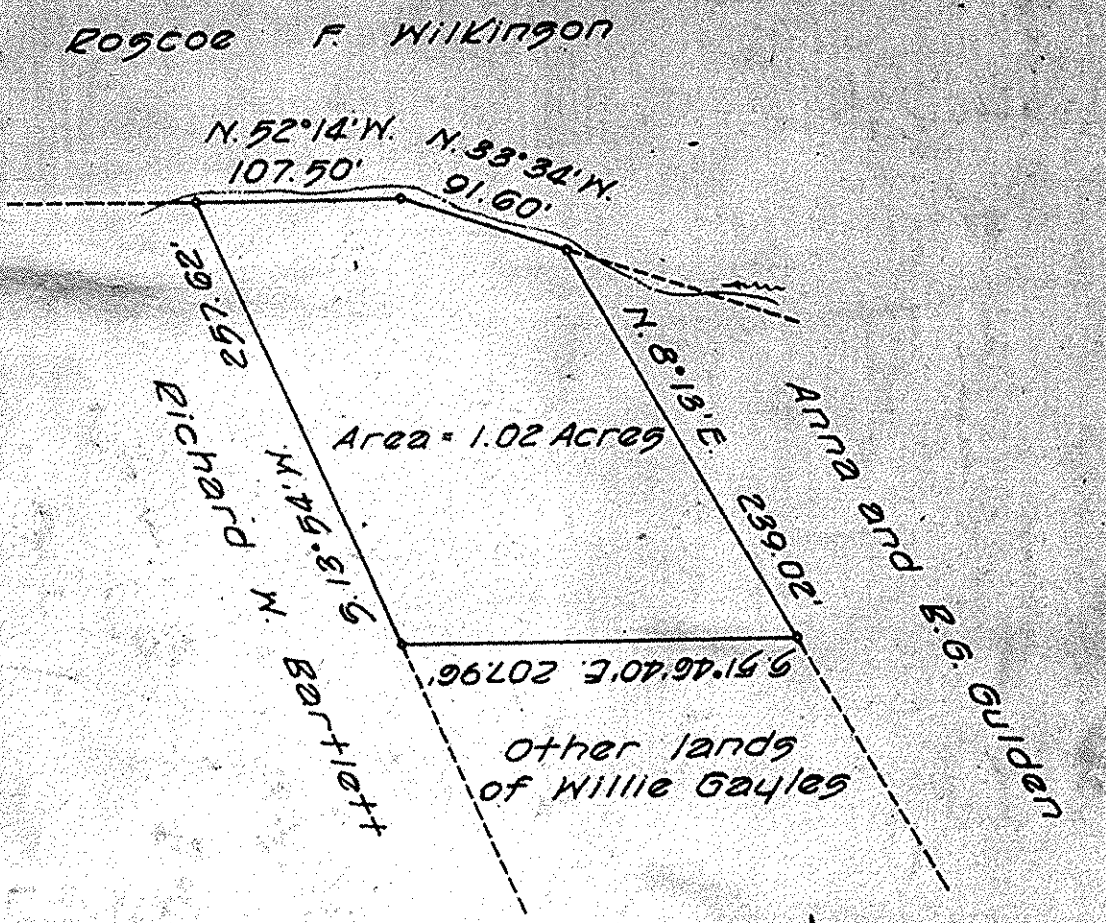 Roscoe F. Wilkinson
N. 52°14'W.
107.50'
N. 33°34'W.
91.60'
S. 13°54'W. 257.62'
N. 8°13'E. 239.02'
Richard W. Bartlett
Area = 1.02 Acres
Anna and B.G. Gulden
S. 51°46'40"E. 207.96'
Other lands
of Willie Gayles